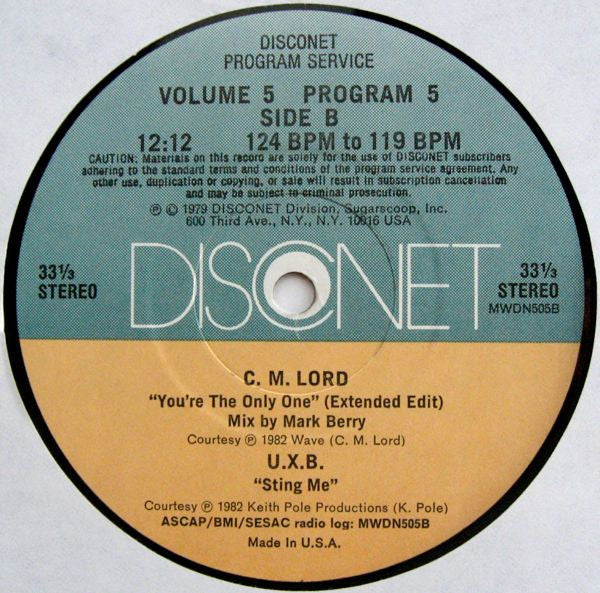 DISCONET
PROGRAM SERVICE
VOLUME 5 PROGRAM 5
SIDE B
12:12 124 BPM to 119 BPM
CAUTION: Materials on this record are solely for the use of DISCONET subscribers
adhering to the standard terms and conditions of the program service agreement. Any
other use, duplication or copying, or sale will result in subscription cancellation
and may be subject to criminal prosecution.
℗ © 1979 DISCONET Division, Sugarscoop, Inc.
600 Third Ave., N.Y., N.Y. 10016 USA
33⅓
STEREO
DISCONET
33⅓
STEREO
MWDN505B
C. M. LORD
"You're The Only One" (Extended Edit)
Mix by Mark Berry
Courtesy ℗ 1982 Wave (C. M. Lord)
U.X.B.
"Sting Me"
Courtesy ℗ 1982 Keith Pole Productions (K. Pole)
ASCAP/BMI/SESAC radio log: MWDN505B
Made In U.S.A.